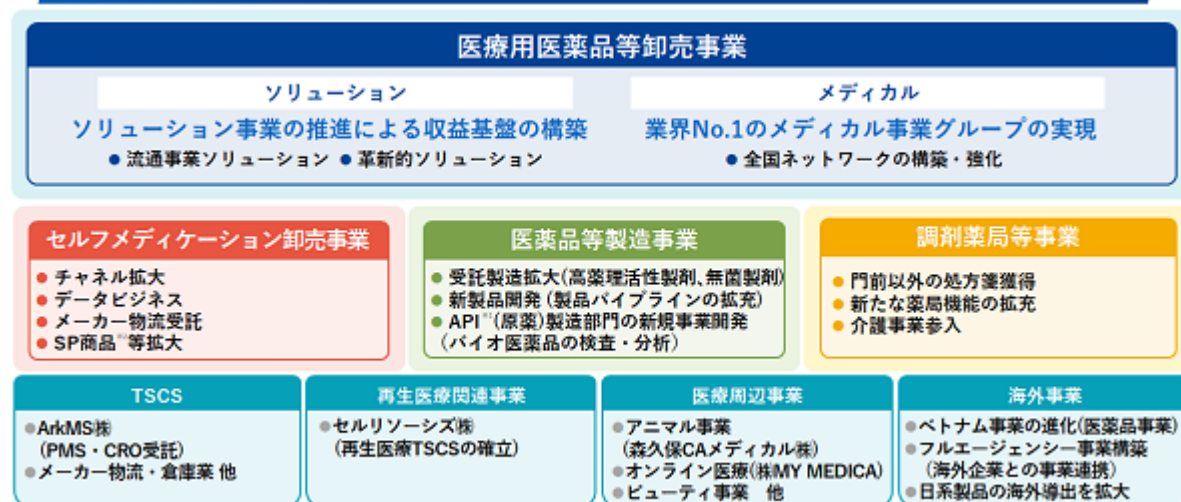 医療用医薬品等卸売事業
ソリューション
ソリューション事業の推進による収益基盤の構築
● 流通事業ソリューション ● 革新的ソリューション
メディカル
業界No.1のメディカル事業グループの実現
● 全国ネットワークの構築・強化
セルフメディケーション卸売事業
● チャネル拡大
● データビジネス
● メーカー物流受託
● SP商品 等拡大
医薬品等製造事業
● 受託製造拡大(高薬理活性製剤、無菌製剤)
● 新製品開発 (製品パイプラインの拡充)
● API (原薬)製造部門の新規事業開発
(バイオ医薬品の検査・分析)
調剤薬局等事業
● 門前以外の処方箋獲得
● 新たな薬局機能の拡充
● 介護事業参入
TSCS
●ArkMS㈱
(PMS・CRO受託)
●メーカー物流・倉庫業 他
再生医療関連事業
●セルリソーシズ㈱
(再生医療TSCSの確立)
医療周辺事業
●アニマル事業
(森久保CAメディカル㈱)
●オンライン医療(㈱MY MEDICA)
●ビューティ事業 他
海外事業
●ベトナム事業の進化(医薬品事業)
●フルエージェンシー事業構築
(海外企業との事業連携)
●日系製品の海外導出を拡大